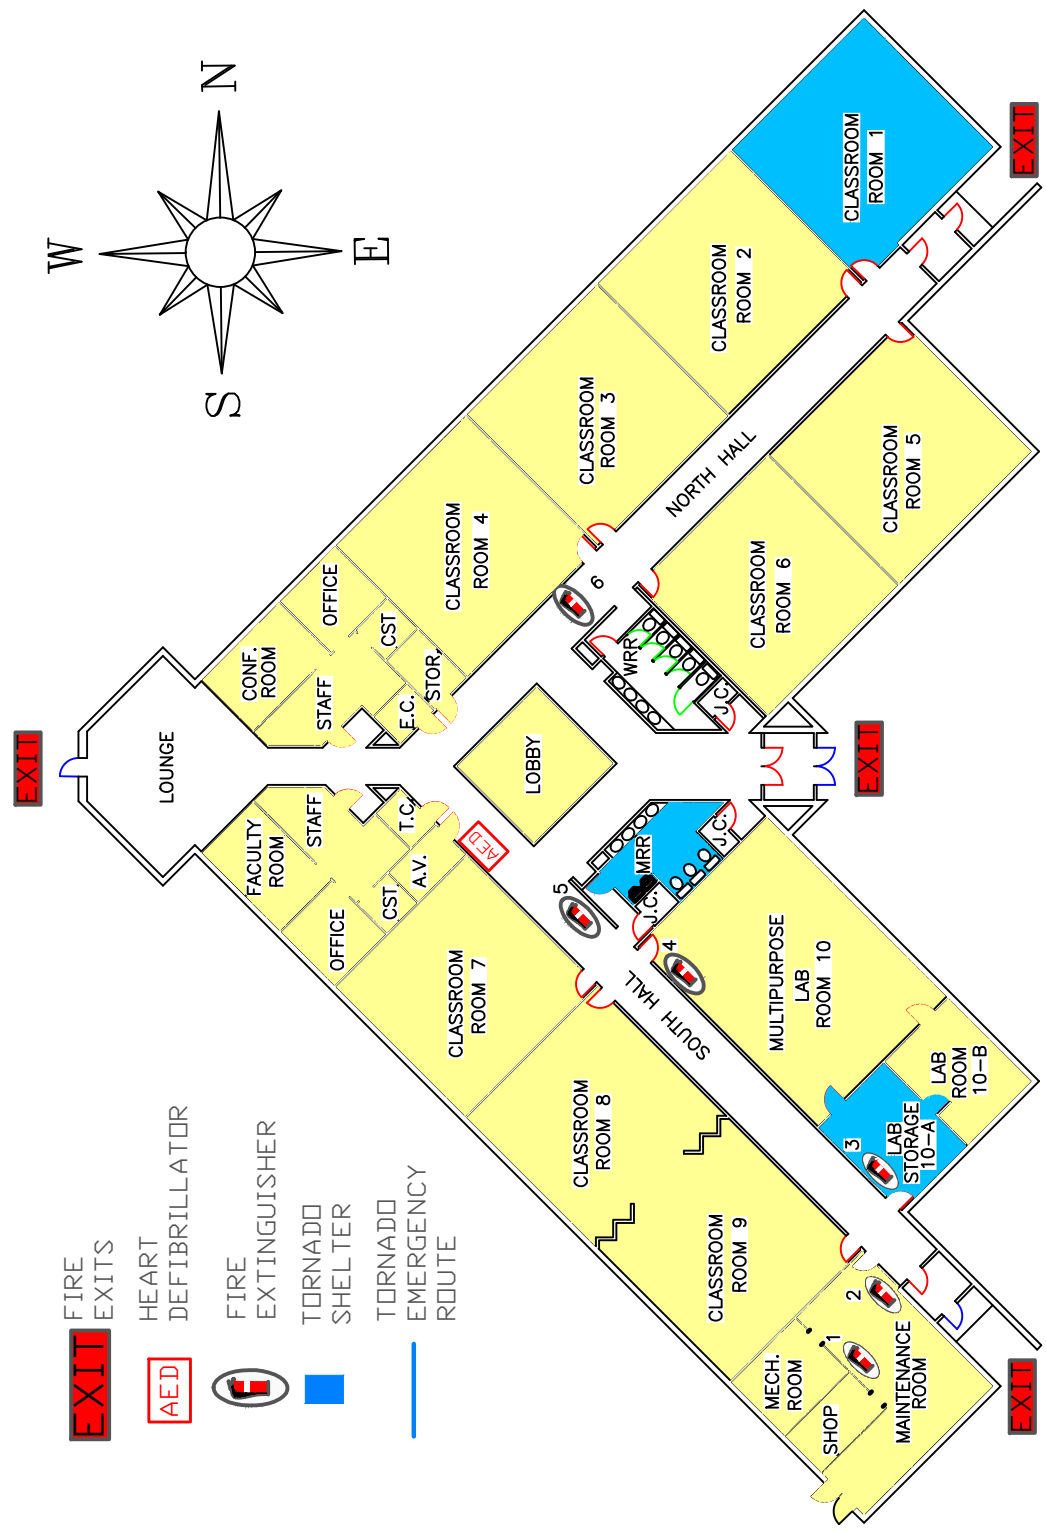 N
W
E
S
EXIT
EXIT
EXIT
EXIT
FIRE
EXITS
EXIT
HEART
DEFIBRILLATOR
AED
FIRE
EXTINGUISHER
TORNADO
SHELTER
TORNADO
EMERGENCY
ROUTE
LOUNGE
CONF.
ROOM
OFFICE
STAFF
CST
F.C.
STOR.
CLASSROOM
ROOM 4
CLASSROOM
ROOM 3
CLASSROOM
ROOM 2
CLASSROOM
ROOM 1
NORTH HALL
CLASSROOM
ROOM 5
CLASSROOM
ROOM 6
6
WRR
J.C.
LOBBY
FACULTY
ROOM
STAFF
OFFICE
T.C.
A.V.
CST.
AED
CLASSROOM
ROOM 7
5
MRR
J.C.
J.C.
4
SOUTH HALL
MULTIPURPOSE
LAB
ROOM 10
LAB
ROOM
10-B
3
LAB
STORAGE
10-A
CLASSROOM
ROOM 8
CLASSROOM
ROOM 9
2
1
MECH.
ROOM
SHOP
MAINTENANCE
ROOM